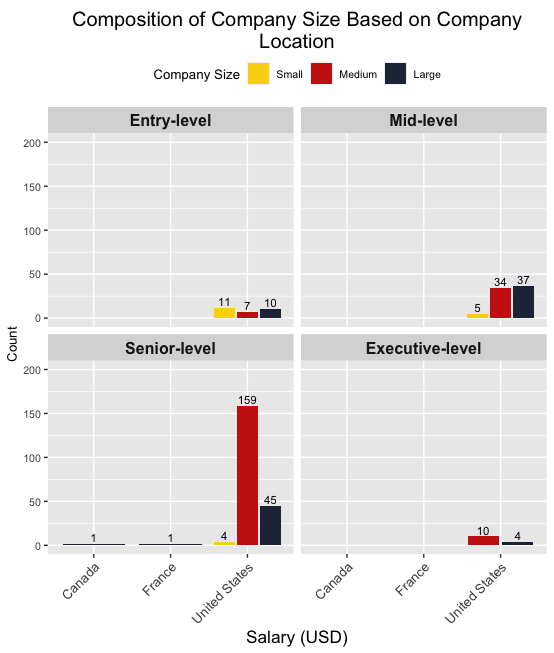 Composition of Company Size Based on Company
Location
Company Size Small Medium Large
Entry-level Mid-level
200
150
100
50
0
11 7 10
5 34 37
Count
Senior-level Executive-level
200
150
100
50
0
1 1 4 159 45
10 4
Canada France United States Canada France United States
Salary (USD)